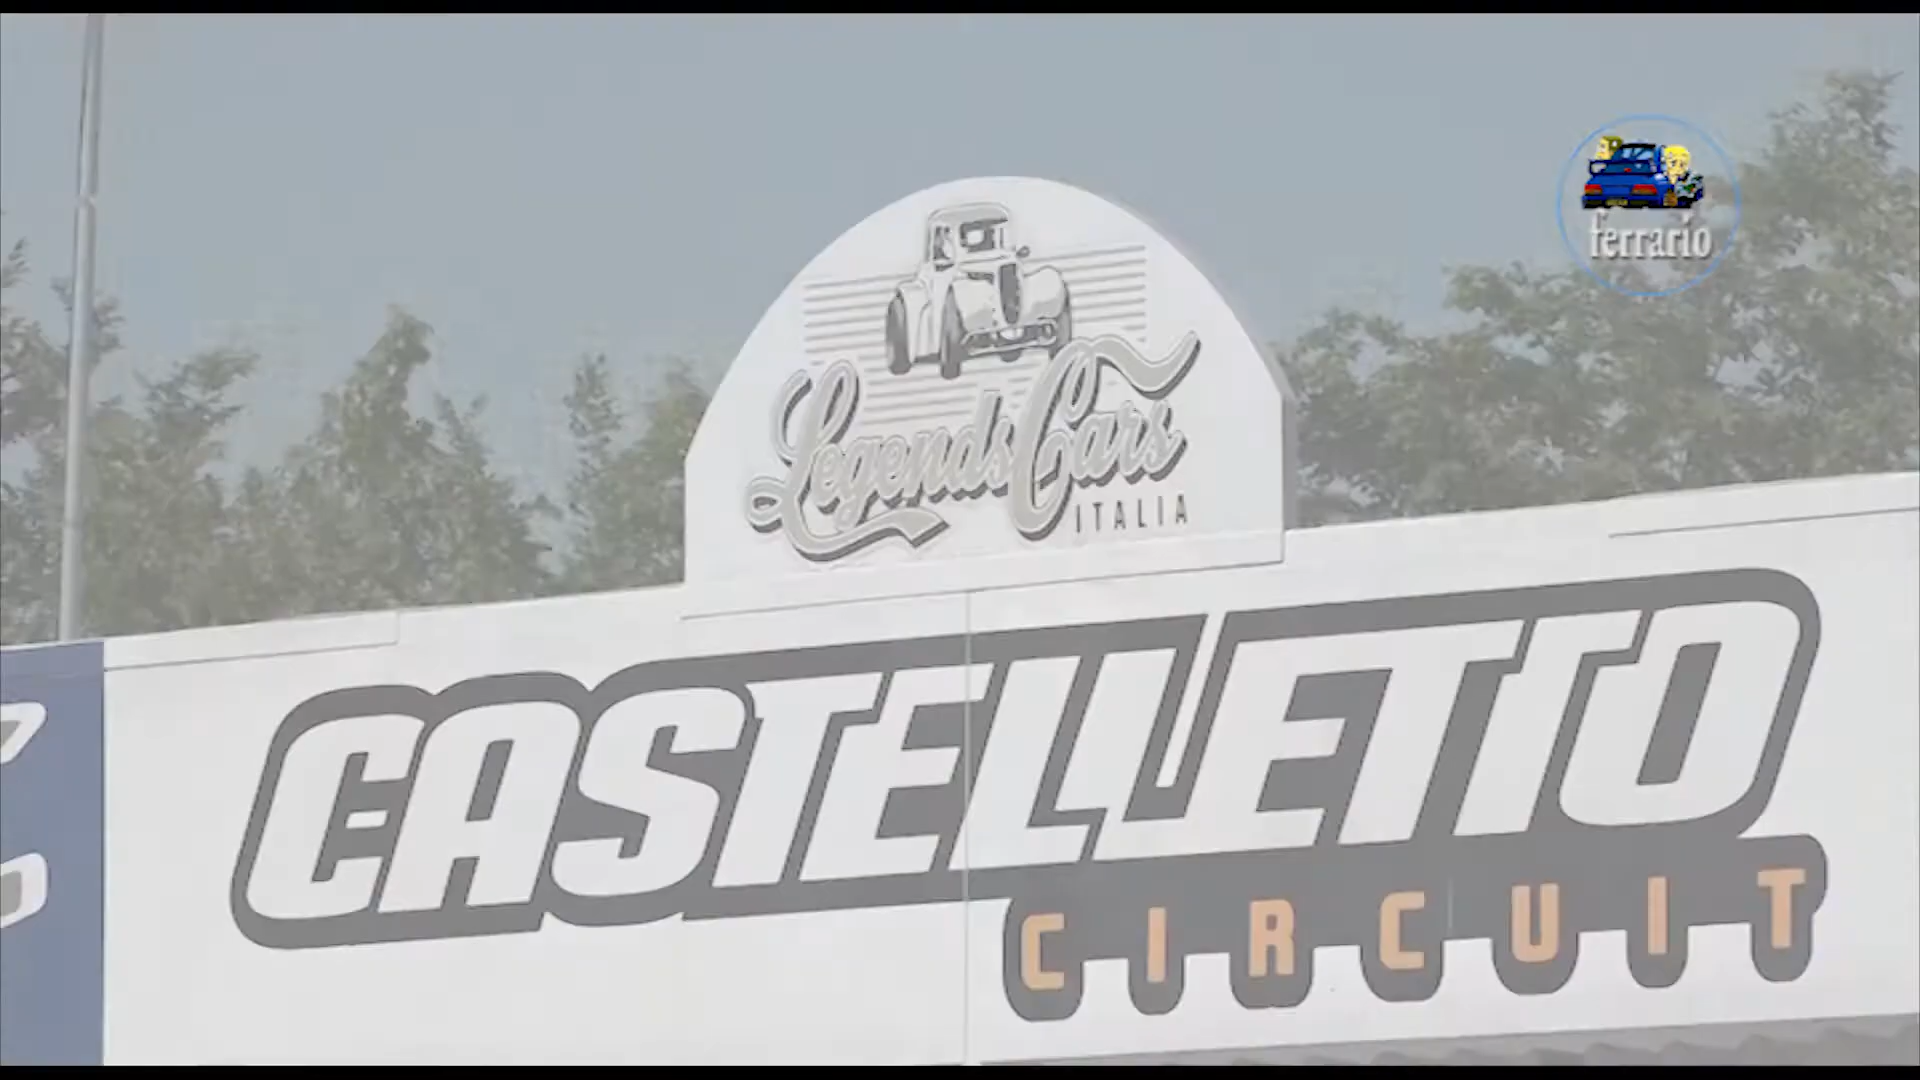 ferrario
Legends Cars
ITALIA
CASTELLETTO
CIRCUIT